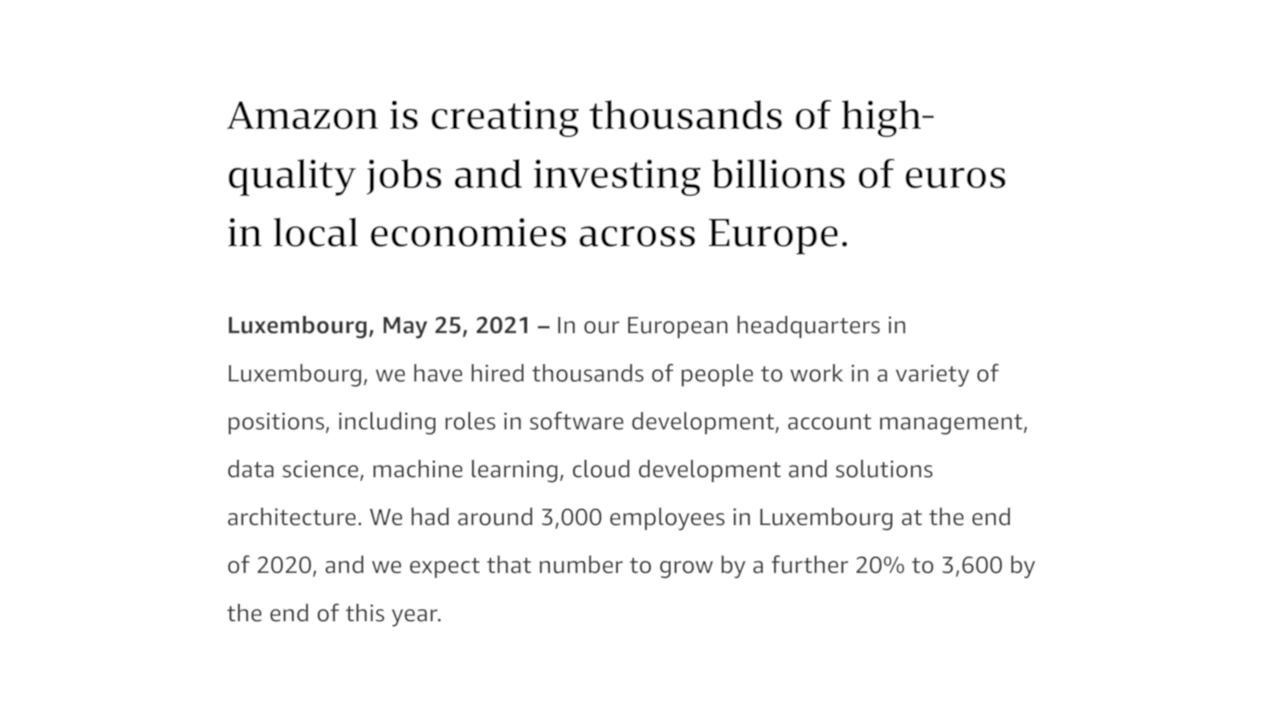 Amazon is creating thousands of high-
quality jobs and investing billions of euros
in local economies across Europe.
Luxembourg, May 25, 2021 – In our European headquarters in
Luxembourg, we have hired thousands of people to work in a variety of
positions, including roles in software development, account management,
data science, machine learning, cloud development and solutions
architecture. We had around 3,000 employees in Luxembourg at the end
of 2020, and we expect that number to grow by a further 20% to 3,600 by
the end of this year.